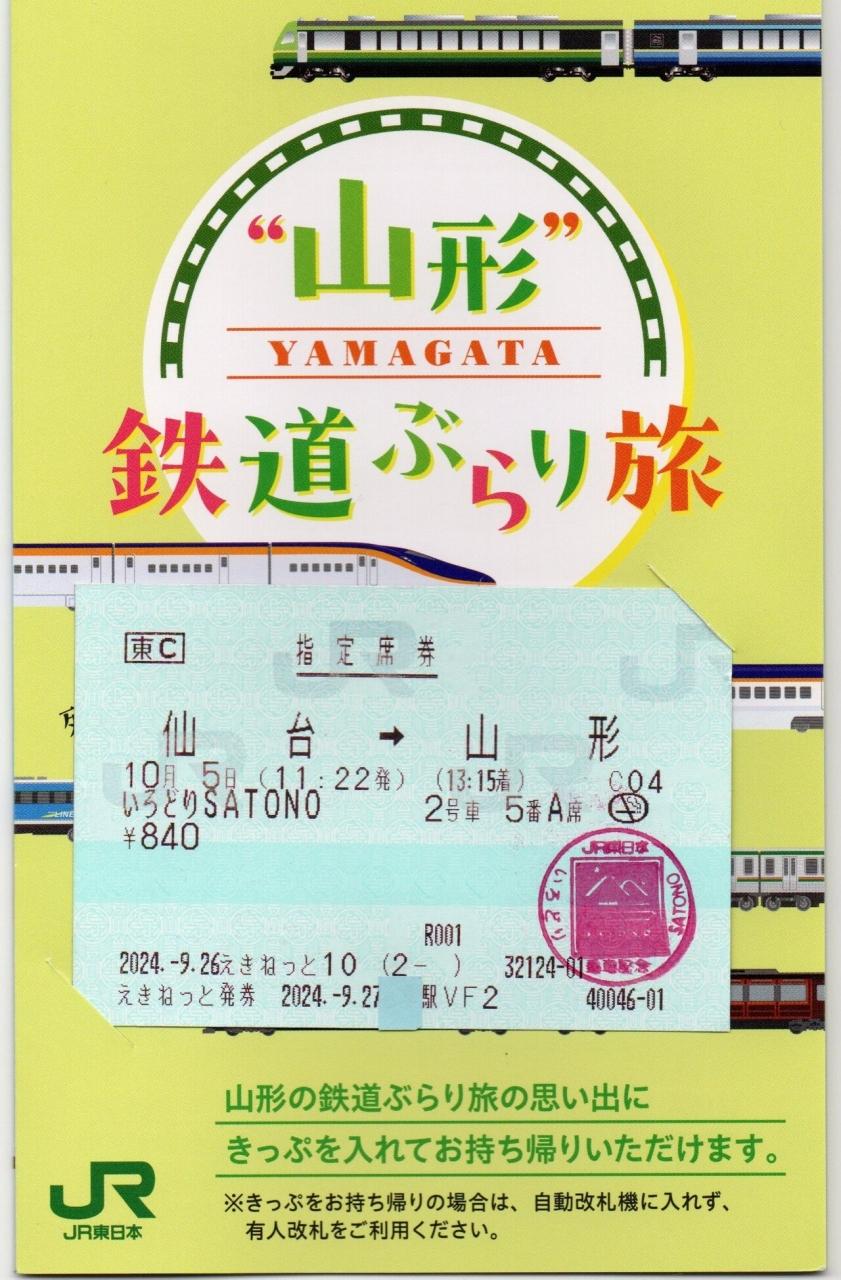 “山形”
YAMAGATA
鉄道ぶらり旅
東C 指定席券
仙台→山形
10月 5日 (11:22発) (13:15着) C04
いろどりSATONO 2号車 5番A席
¥840
JR東日本
いろどり SATONO
R001
2024.-9.26えきねっと10 (2- ) 32124-01
えきねっと発券 2024.-9.27 駅VF2 40046-01
山形の鉄道ぶらり旅の思い出に
きっぷを入れてお持ち帰りいただけます。
※きっぷをお持ち帰りの場合は、自動改札機に入れず、
有人改札をご利用ください。
JR
JR東日本